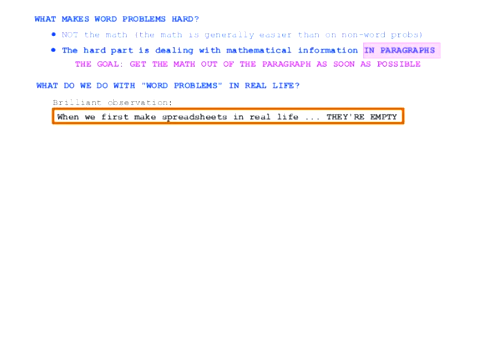 WHAT MAKES WORD PROBLEMS HARD?
• NOT the math (the math is generally easier than on non-word probs)
• The hard part is dealing with mathematical information IN PARAGRAPHS
THE GOAL: GET THE MATH OUT OF THE PARAGRAPH AS SOON AS POSSIBLE
WHAT DO WE DO WITH "WORD PROBLEMS" IN REAL LIFE?
Brilliant observation:
When we first make spreadsheets in real life ... THEY'RE EMPTY